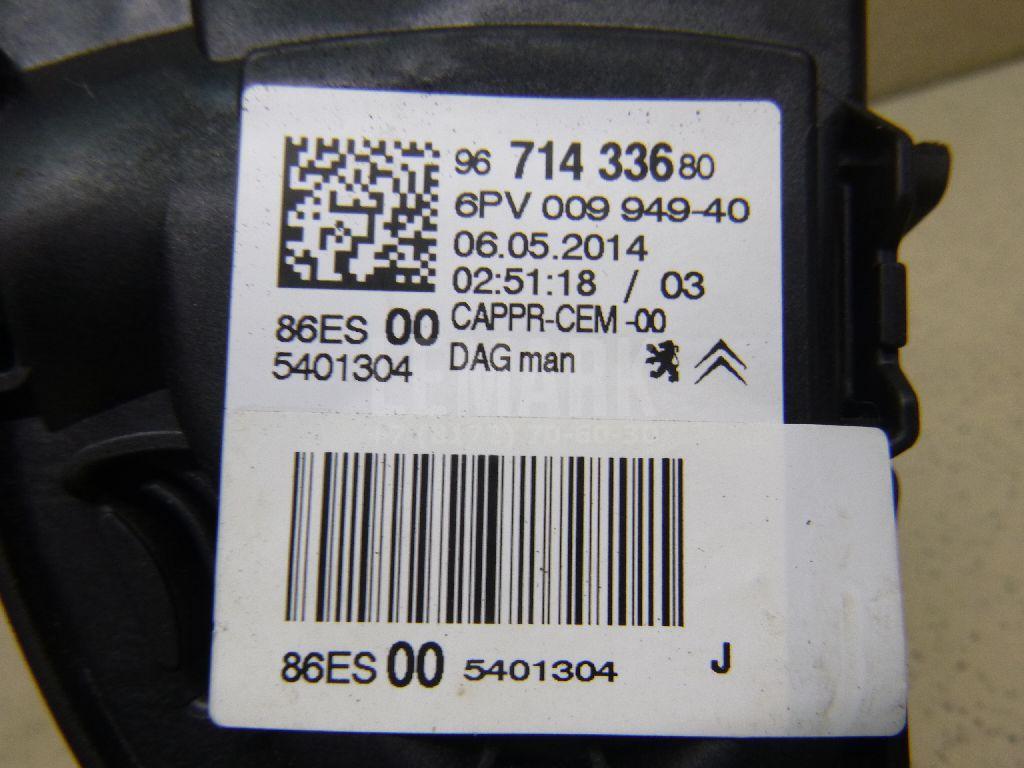 96 714 336 80
6PV 009 949-40
06.05.2014
02:51:18 / 03
CAPPR-CEM -00
DAG man
86ES 00
5401304
86ES 00 5401304 J